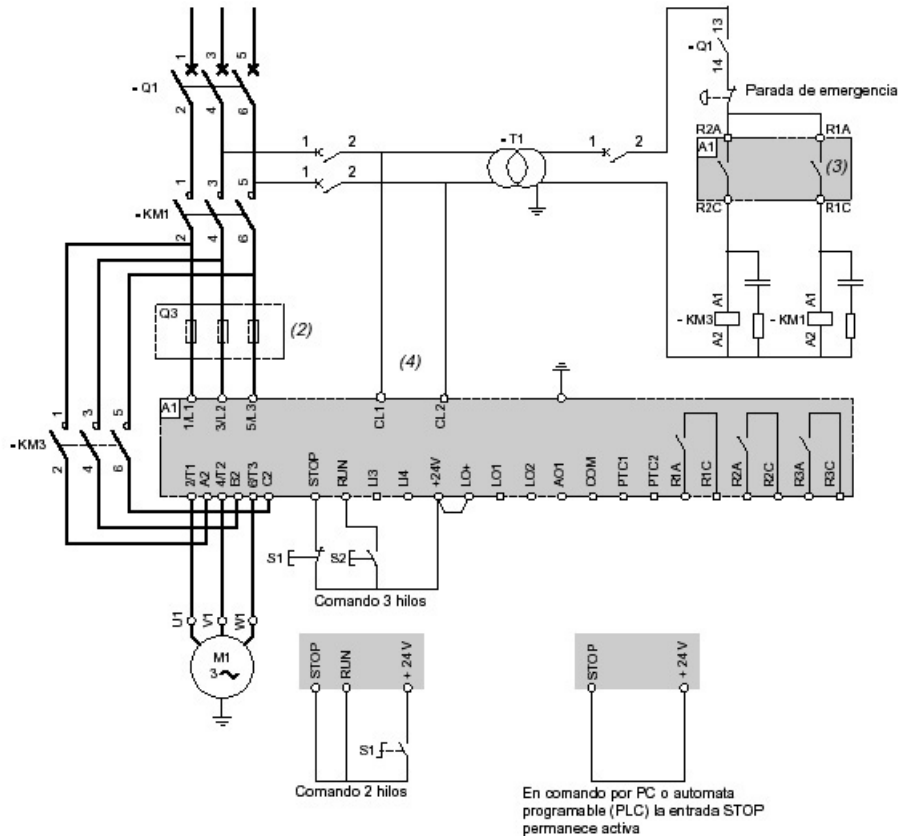 1 3 5
- Q1
2 4 6
13
- Q1
14
Parada de emergencia
1 2
1 2
- T1
1 2
R2A R1A
A1
(3)
R2C R1C
1 3 5
- KM1
2 4 6
Q3
(2)
A1 A1
- KM3 - KM1
A2 A2
(4)
A1
1/L1 3/L2 5/L3 CL1 CL2
1 3 5
- KM3
2 4 6
2/T1 A2 4/T2 B2 6/T3 C2 STOP RUN LI3 LI4 +24V LO+ LO1 LO2 AO1 COM PTC1 PTC2 R1A R1C R2A R2C R3A R3C
S1 S2
Comando 3 hilos
U1 V1 W1
M1
3
STOP RUN + 24 V
S1
Comando 2 hilos
STOP + 24 V
En comando por PC o automata
programable (PLC) la entrada STOP
permanece activa